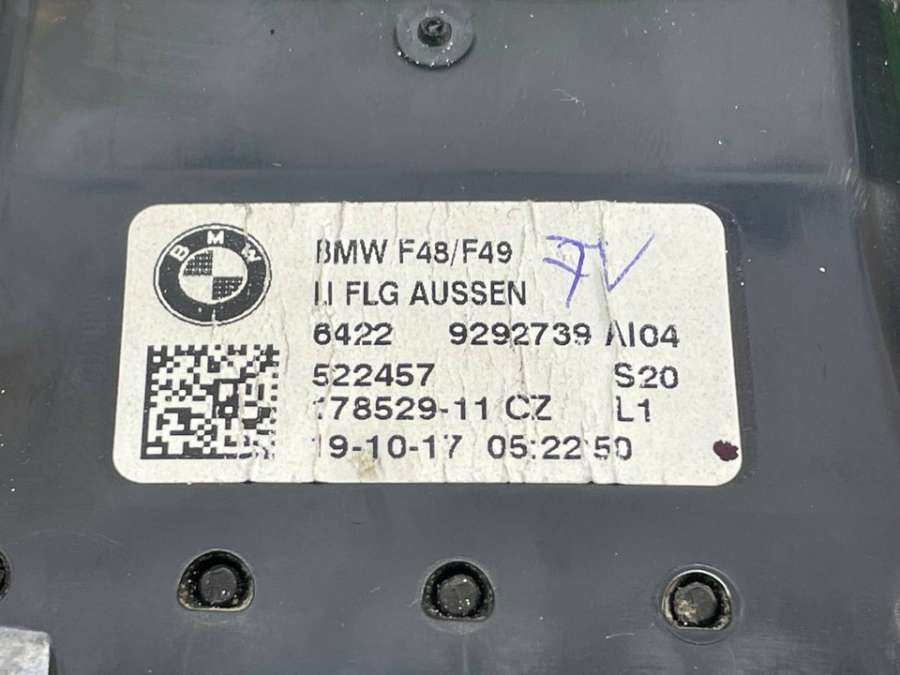 BMW
BMW F48/F49
FLG AUSSEN
6422 9292739 AI04
522457 S20
178529-11 CZ L1
19-10-17 05:22:50